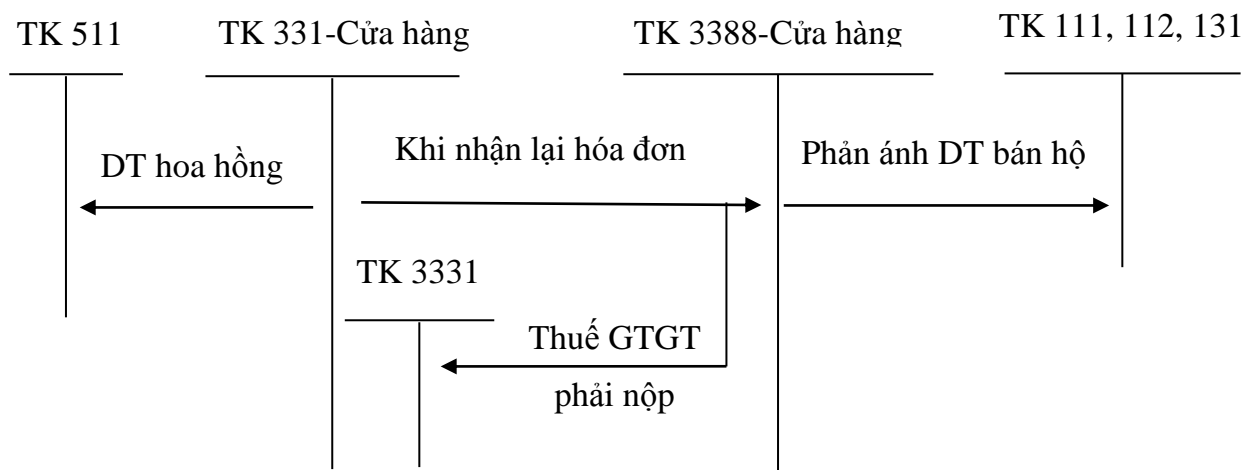 TK 511
TK 331-Cửa hàng
TK 3388-Cửa hàng
TK 111, 112, 131
DT hoa hồng
Khi nhận lại hóa đơn
Phản ánh DT bán hộ
TK 3331
Thuế GTGT
phải nộp